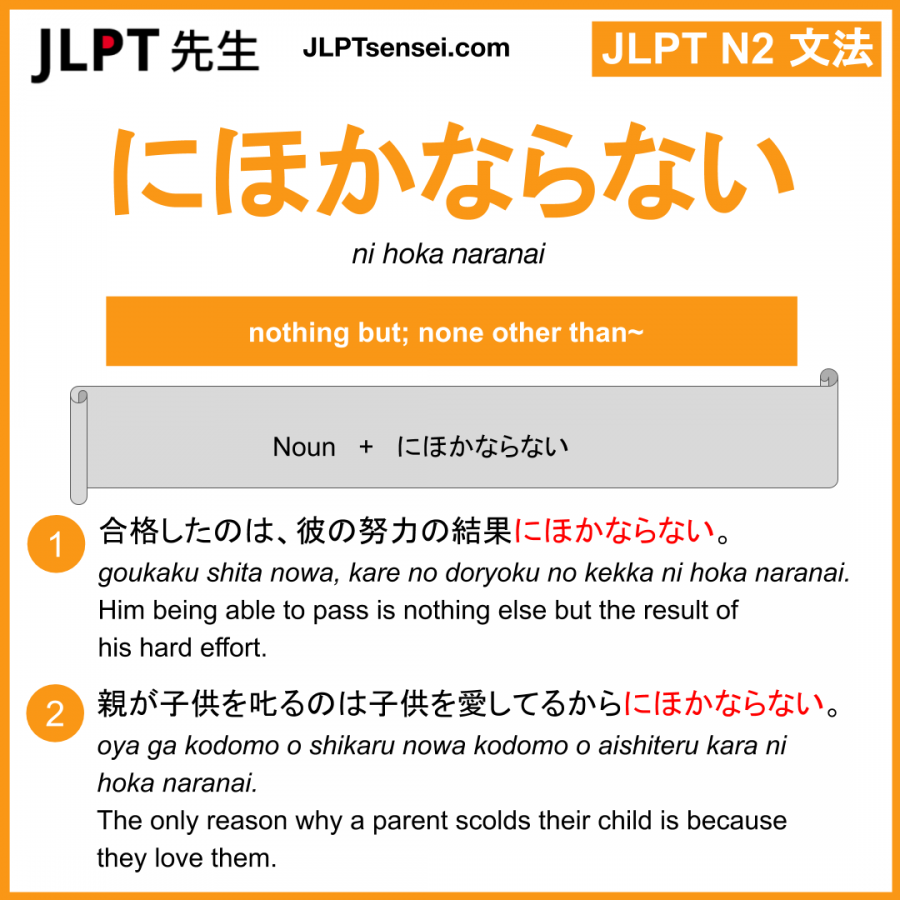 JLPT 先生
JLPTsensei.com
JLPT N2 文法
にほかならない
ni hoka naranai
nothing but; none other than~
Noun + にほかならない
1
合格したのは、彼の努力の結果にほかならない。
goukaku shita nowa, kare no doryoku no kekka ni hoka naranai.
Him being able to pass is nothing else but the result of
his hard effort.
2
親が子供を叱るのは子供を愛してるからにほかならない。
oya ga kodomo o shikaru nowa kodomo o aishiteru kara ni
hoka naranai.
The only reason why a parent scolds their child is because
they love them.